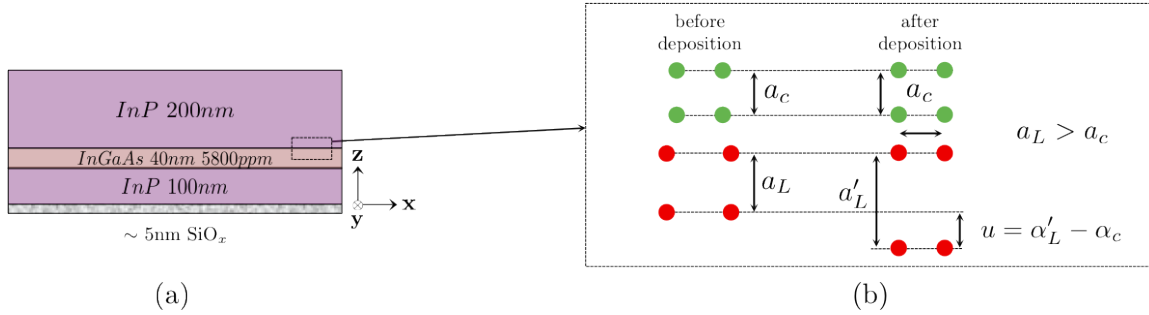 InP 200nm
InGaAs 40nm 5800ppm
InP 100nm
z
x
y
∼ 5nm SiOₓ
(a)
before
deposition
after
deposition
a_c
a_c
a_L > a_c
a_L
a′_L
u = α′_L − α_c
(b)